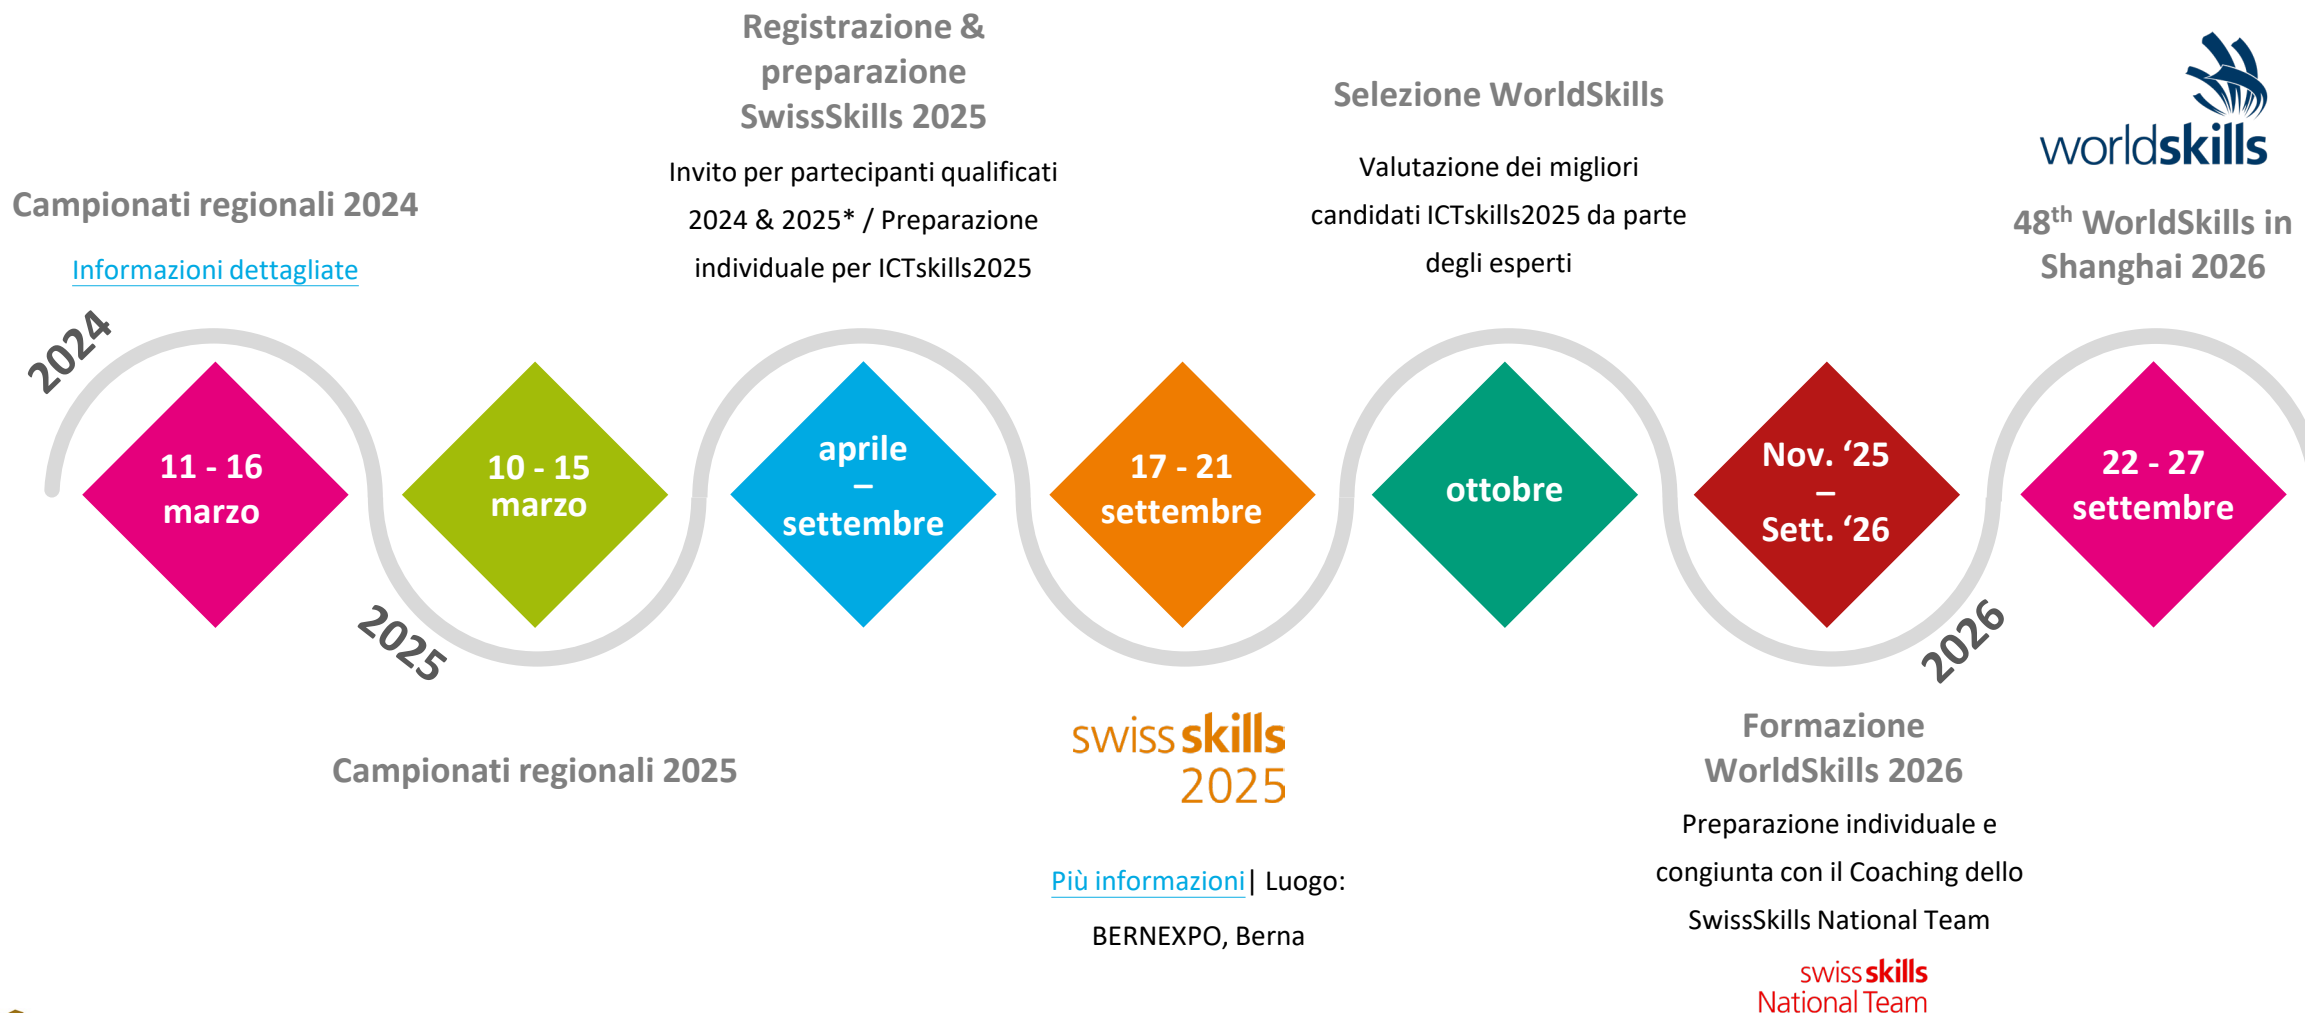 Campionati regionali 2024
Informazioni dettagliate
2024
11 - 16
marzo
2025
10 - 15
marzo
Campionati regionali 2025
Registrazione &
preparazione
SwissSkills 2025
Invito per partecipanti qualificati
2024 & 2025* / Preparazione
individuale per ICTskills2025
aprile
–
settembre
17 - 21
settembre
swiss skills
2025
Più informazioni| Luogo:
BERNEXPO, Berna
Selezione WorldSkills
Valutazione dei migliori
candidati ICTskills2025 da parte
degli esperti
ottobre
Nov. ‘25
–
Sett. ‘26
Formazione
WorldSkills 2026
Preparazione individuale e
congiunta con il Coaching dello
SwissSkills National Team
swiss skills
National Team
2026
worldskills
48th WorldSkills in
Shanghai 2026
22 - 27
settembre